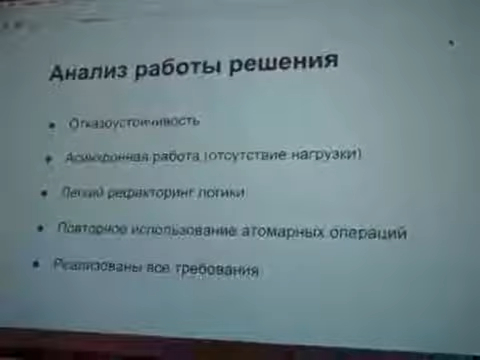 Анализ работы решения
• Отказоустойчивость
• Асинхронная работа (отсутствие нагрузки)
• Легкий рефакторинг логики
• Повторное использование атомарных операций
• Реализованы все требования